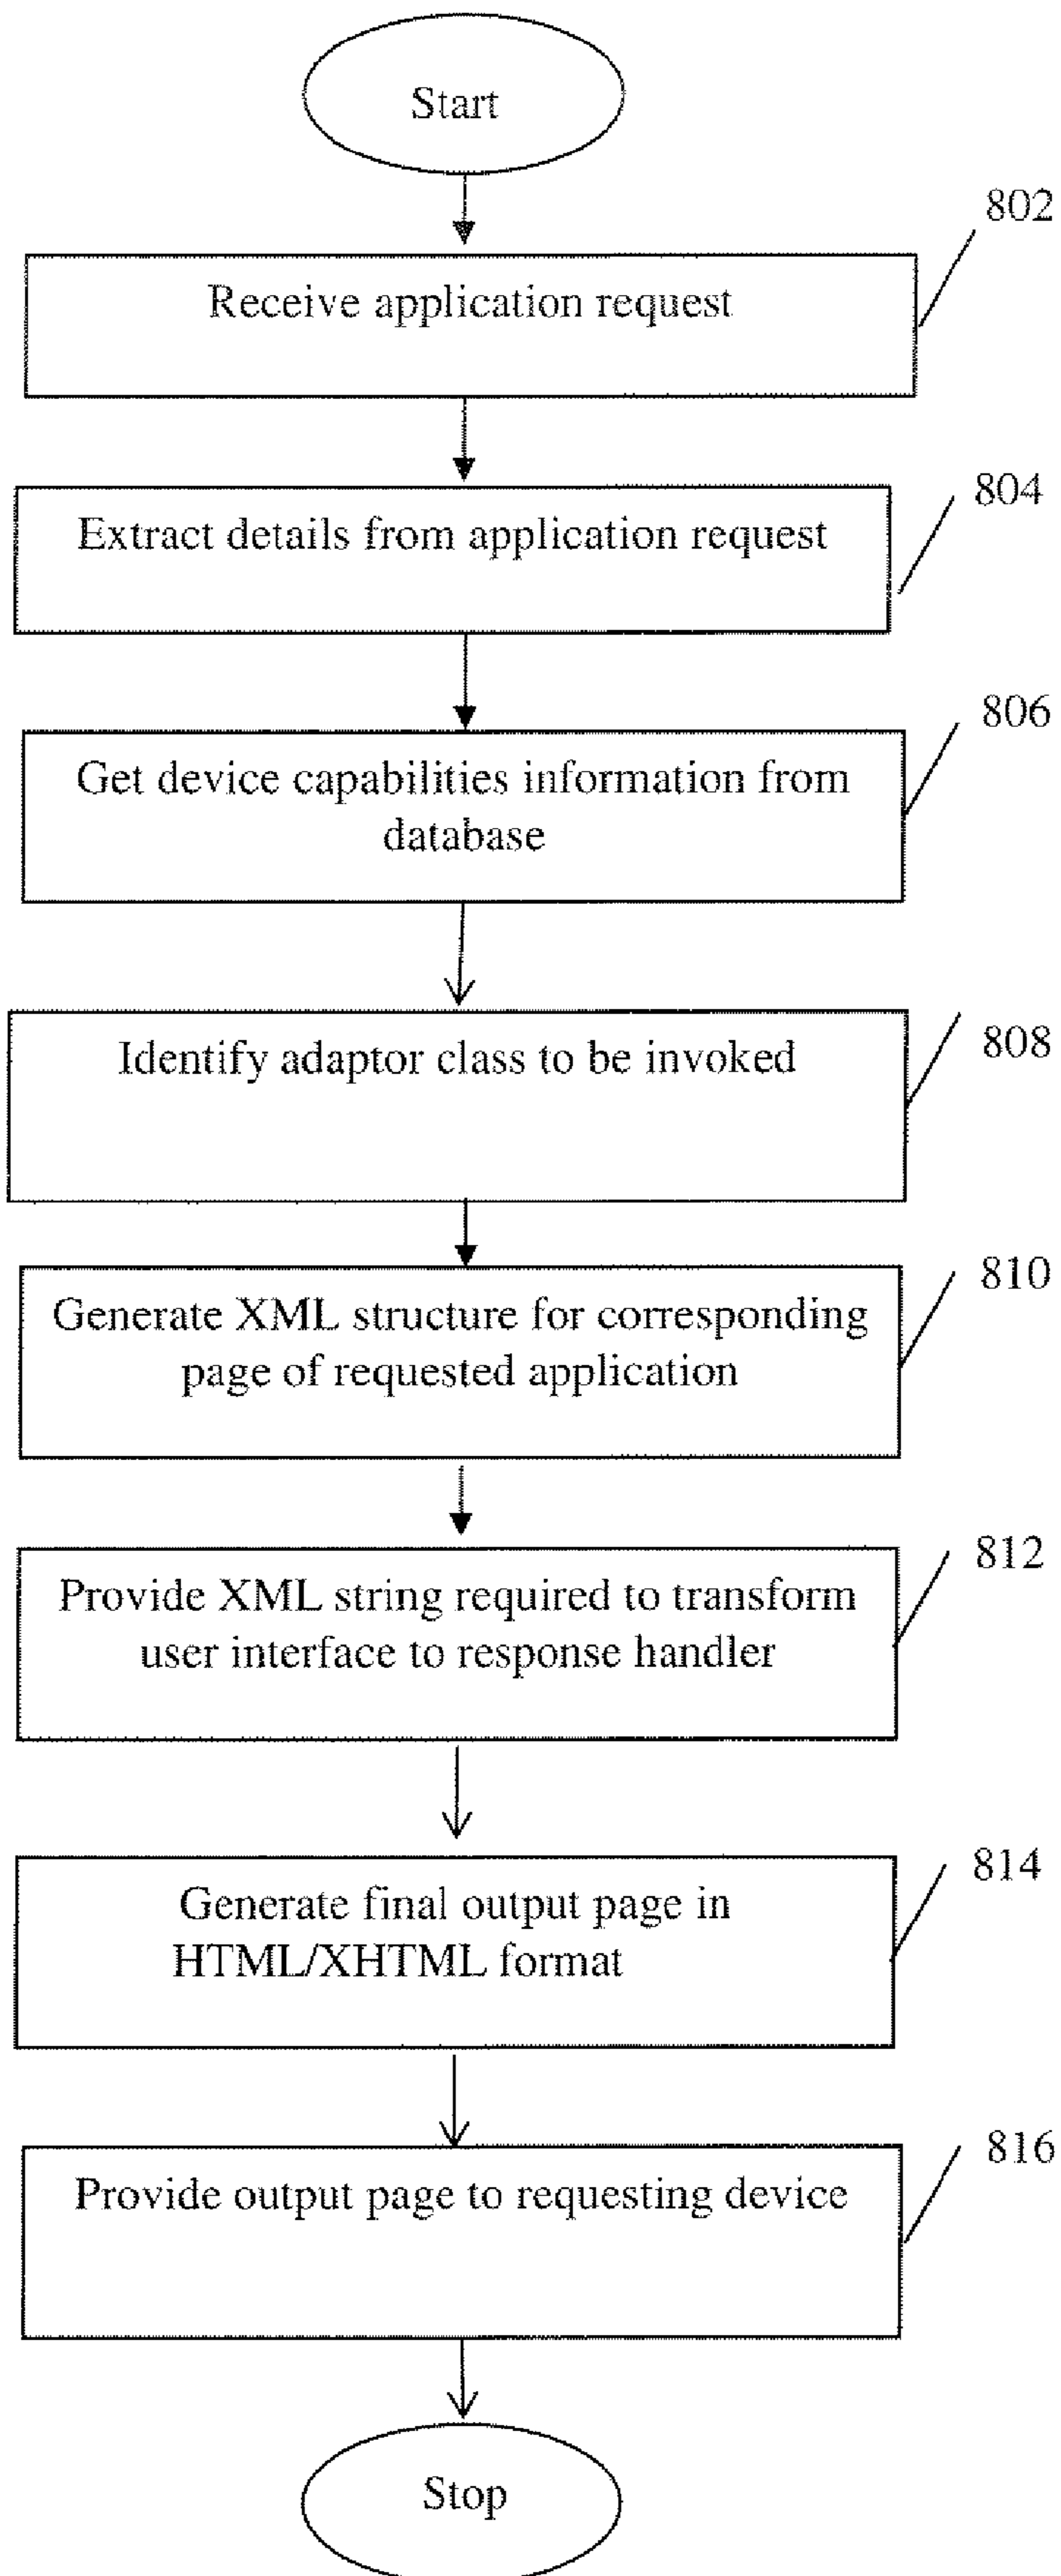 Start
802
Receive application request
804
Extract details from application request
806
Get device capabilities information from
database
808
Identify adaptor class to be invoked
810
Generate XML structure for corresponding
page of requested application
812
Provide XML string required to transform
user interface to response handler
814
Generate final output page in
HTML/XHTML format
816
Provide output page to requesting device
Stop